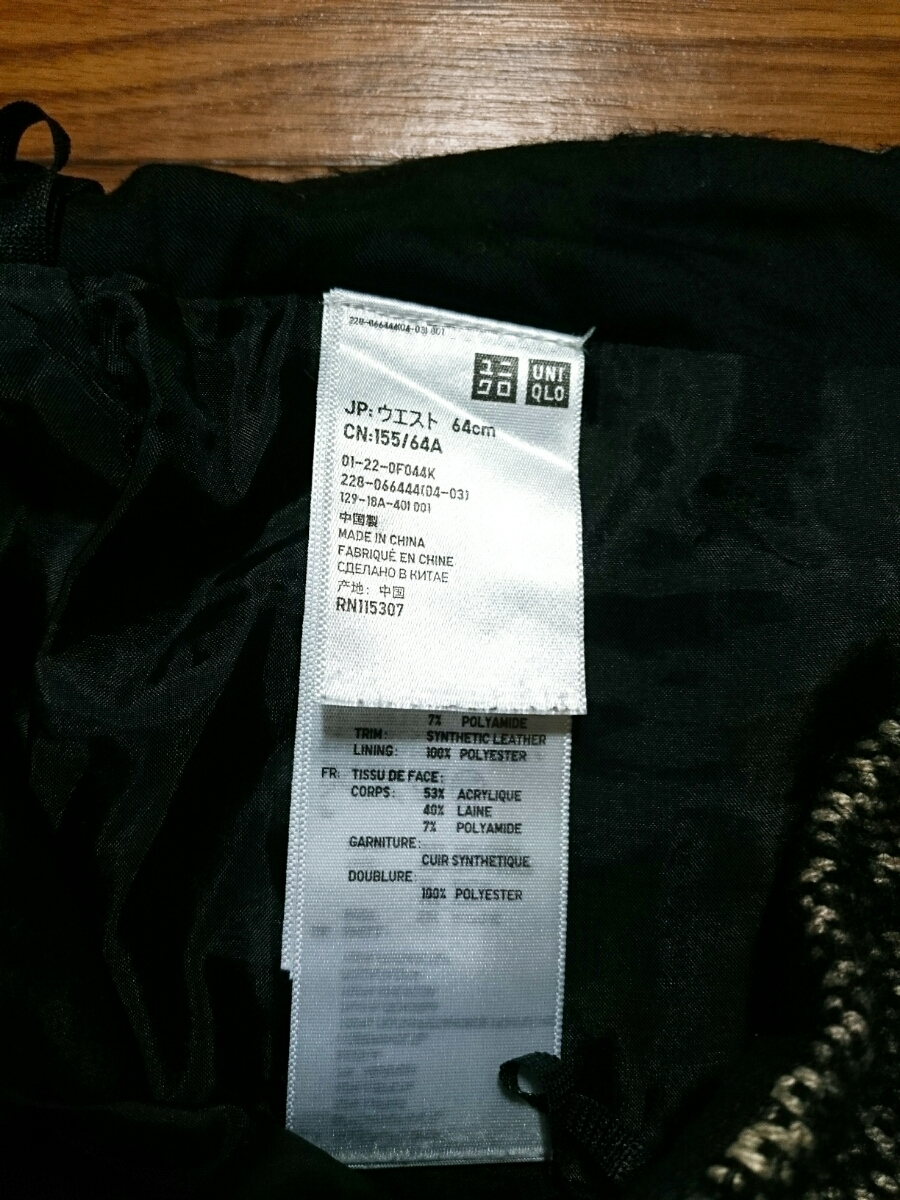 228-066444(04-03) 001
ユニ
クロ
UNI
QLO
JP:ウエスト 64cm
CN:155/64A
01-22-0F044K
228-066444(04-03)
129-18A-401 001
中国製
MADE IN CHINA
FABRIQUÉ EN CHINE
СДЕЛАНО В КИТАЕ
产地: 中国
RN115307
7% POLYAMIDE
TRIM: SYNTHETIC LEATHER
LINING: 100% POLYESTER
FR: TISSU DE FACE:
CORPS: 53% ACRYLIQUE
40% LAINE
7% POLYAMIDE
GARNITURE:
CUIR SYNTHETIQUE
DOUBLURE:
100% POLYESTER